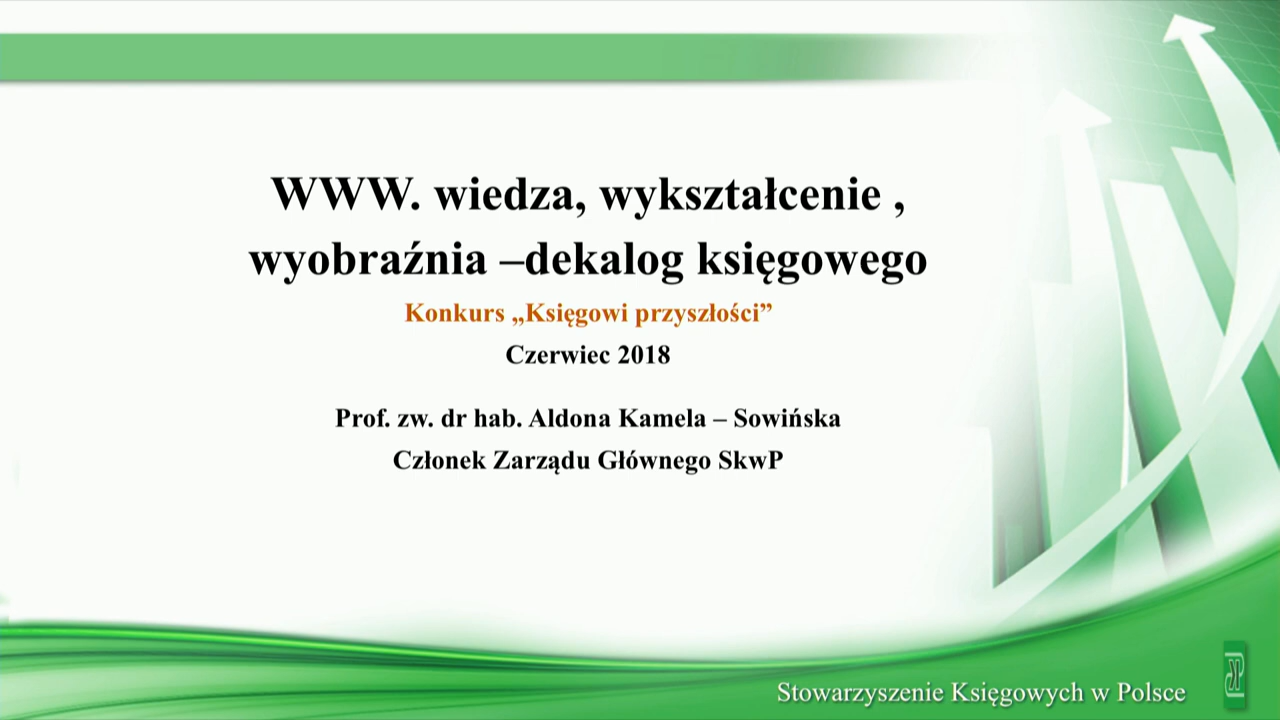 WWW. wiedza, wykształcenie ,
wyobraźnia –dekalog księgowego
Konkurs „Księgowi przyszłości”
Czerwiec 2018
Prof. zw. dr hab. Aldona Kamela – Sowińska
Członek Zarządu Głównego SkwP
Stowarzyszenie Księgowych w Polsce